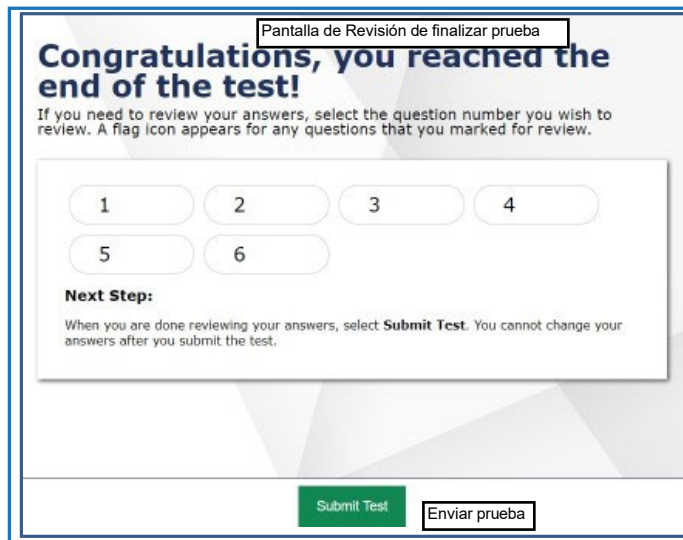 Pantalla de Revisión de finalizar prueba
Congratulations, you reached the
end of the test!
If you need to review your answers, select the question number you wish to
review. A flag icon appears for any questions that you marked for review.
1 2 3 4
5 6
Next Step:
When you are done reviewing your answers, select Submit Test. You cannot change your
answers after you submit the test.
Submit Test
Enviar prueba